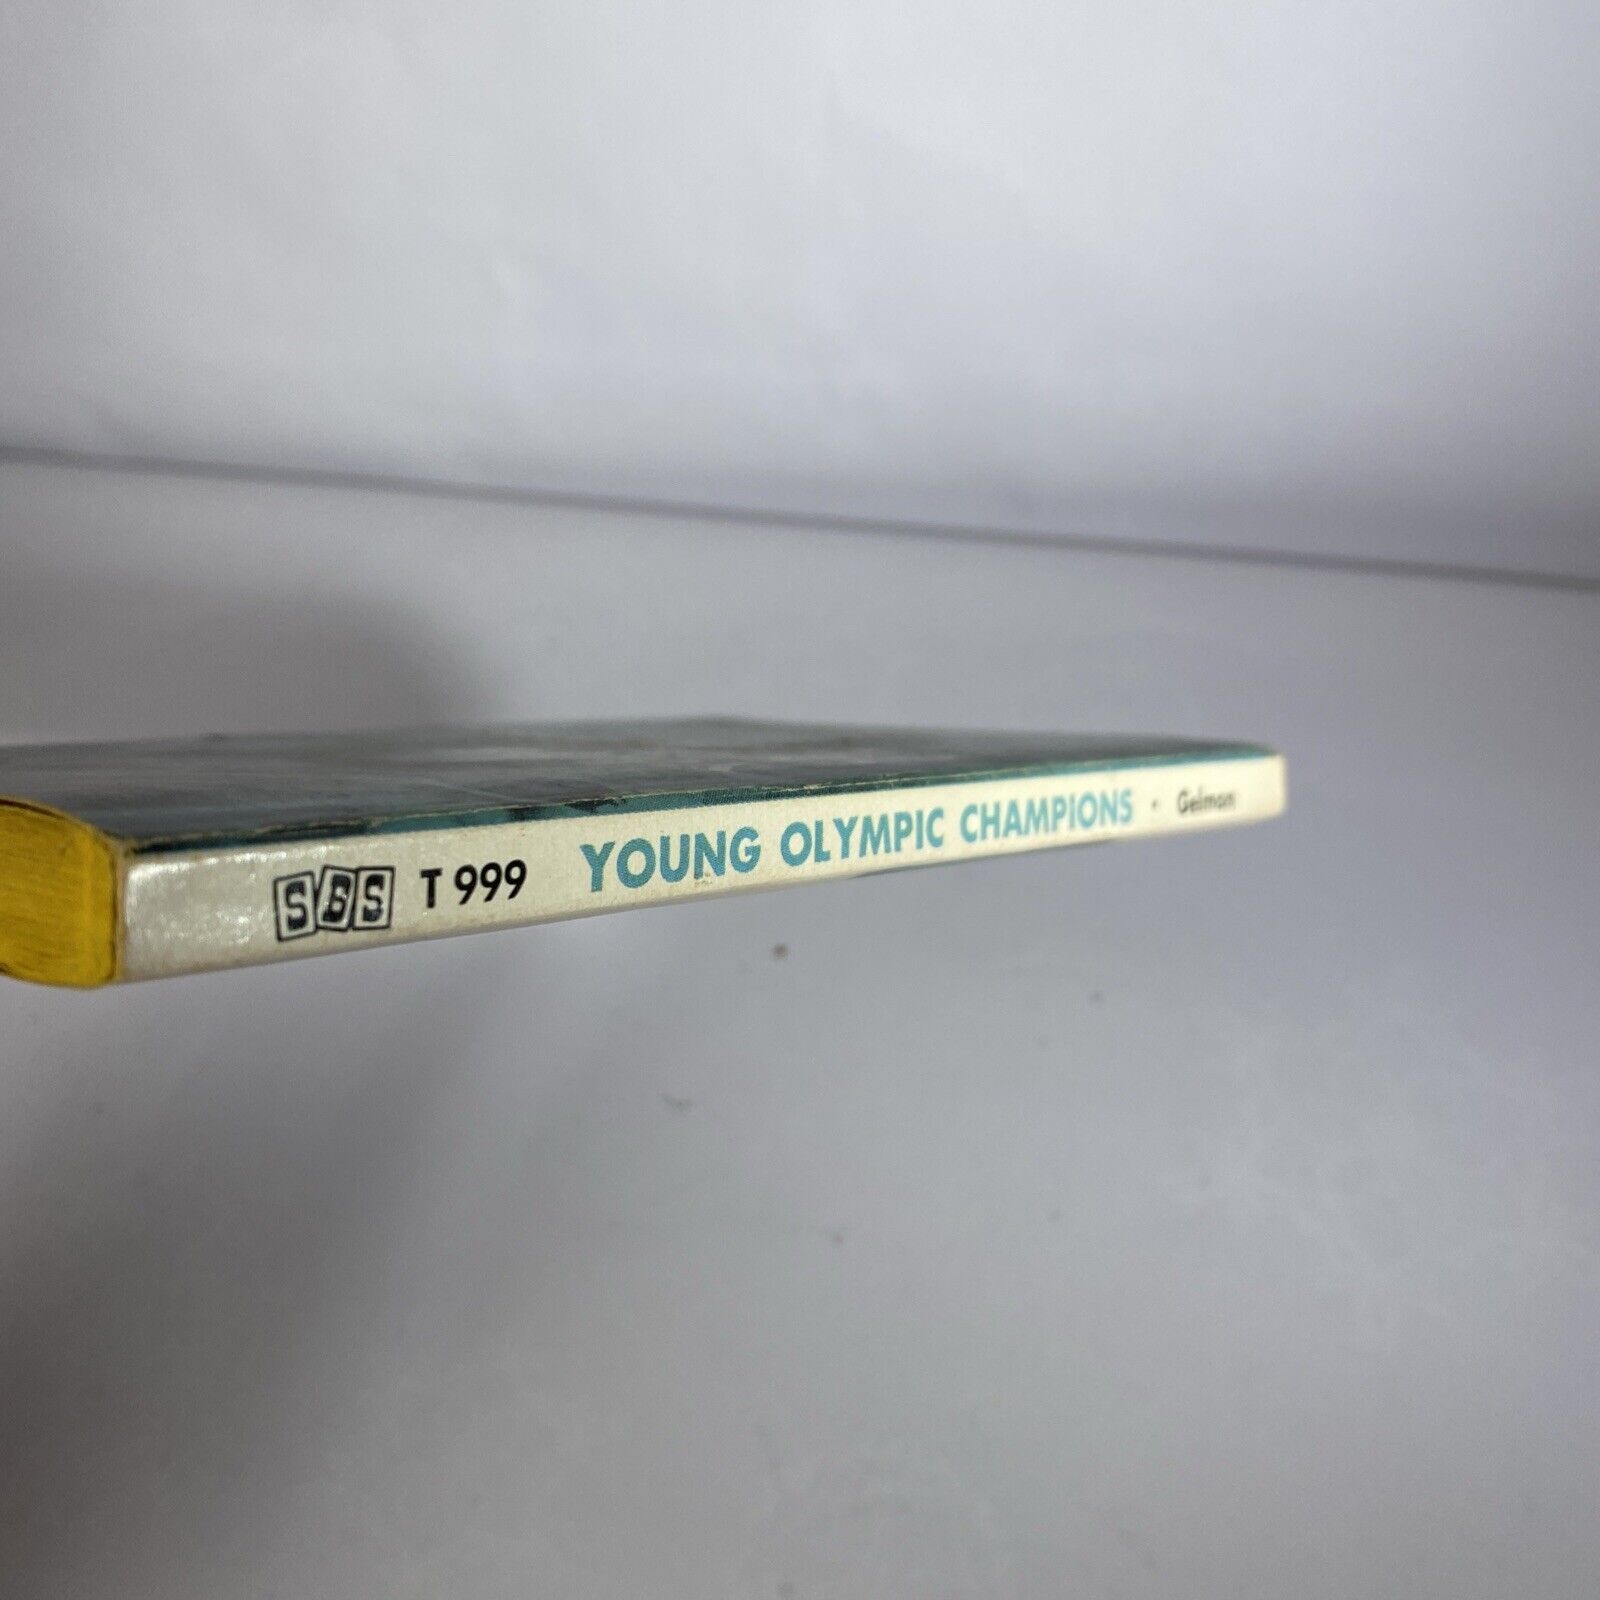 SBS T 999 YOUNG OLYMPIC CHAMPIONS • Gelman